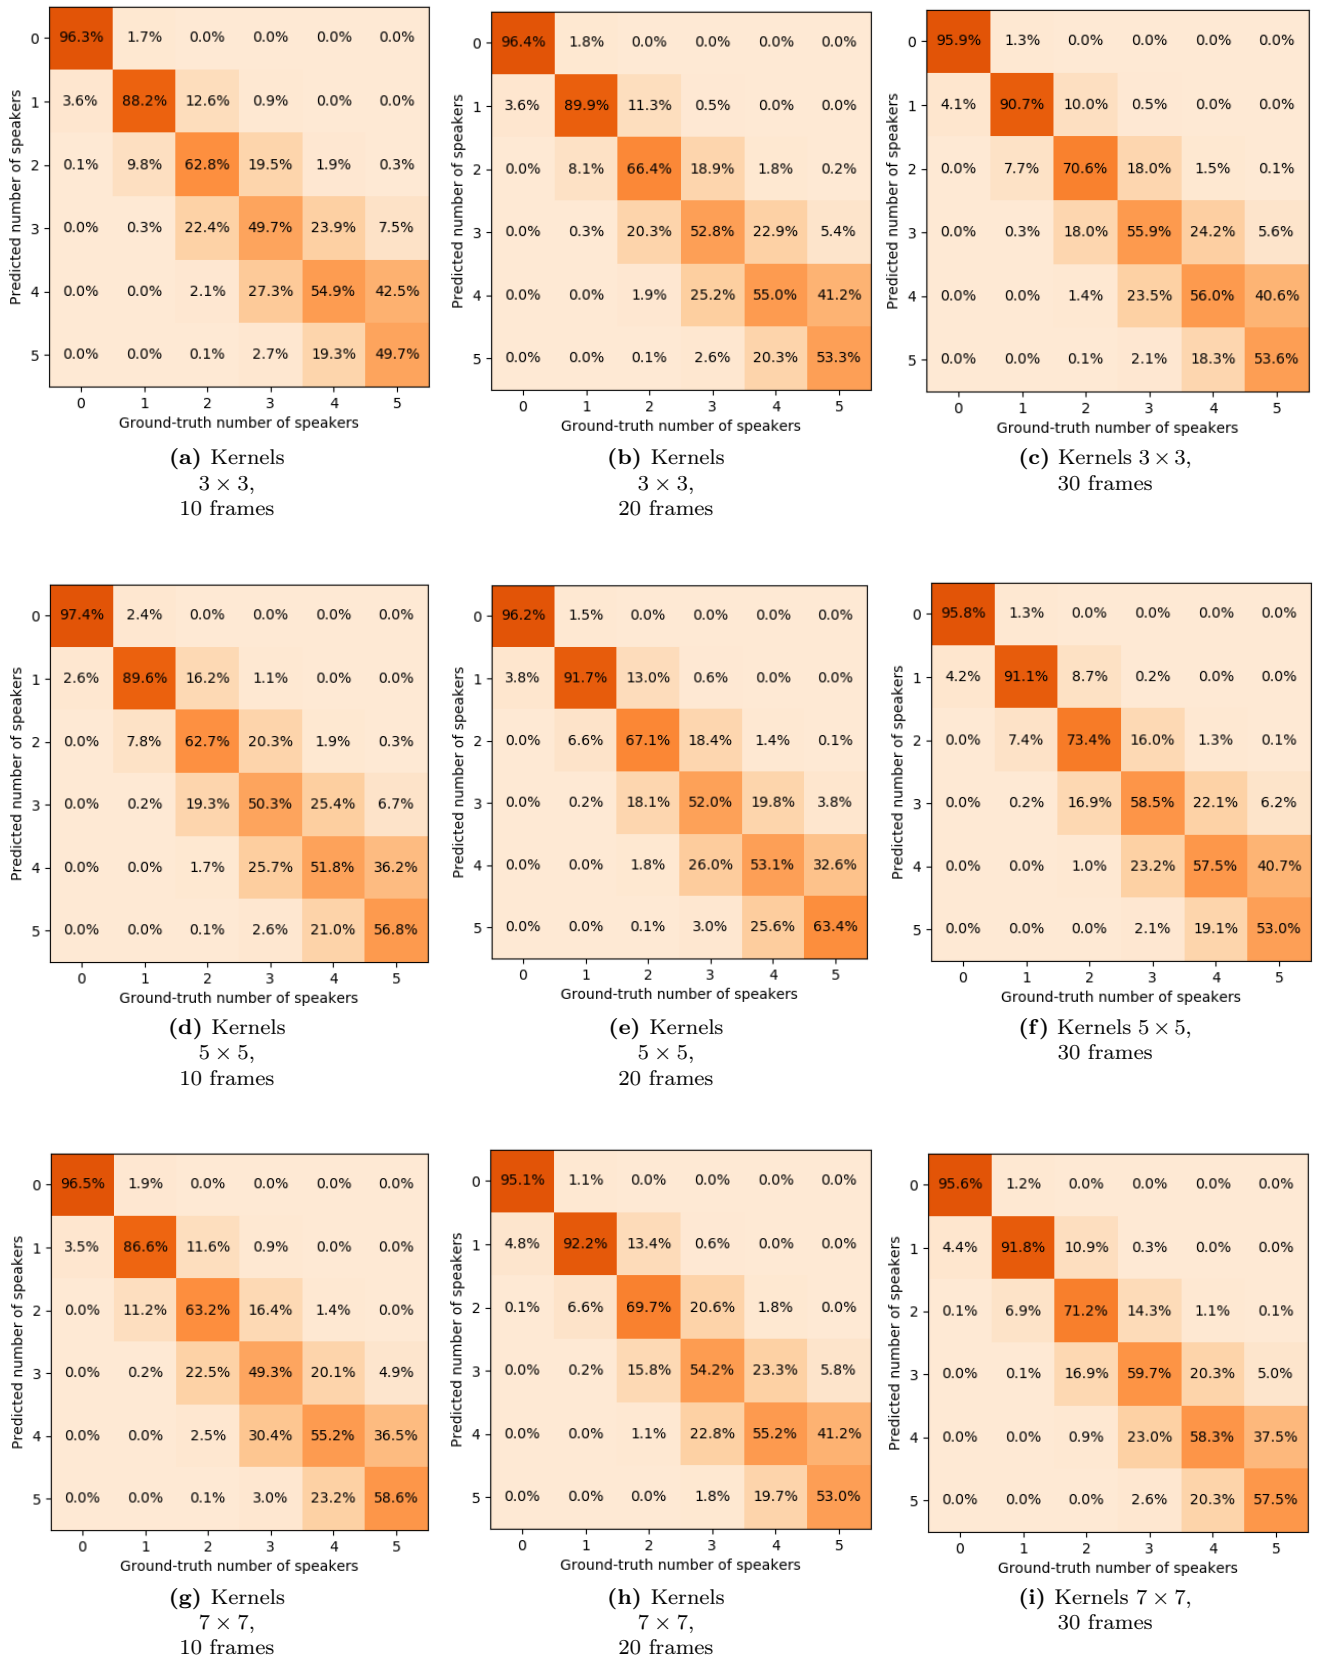 0 96.3% 1.7% 0.0% 0.0% 0.0% 0.0%
1 3.6% 88.2% 12.6% 0.9% 0.0% 0.0%
2 0.1% 9.8% 62.8% 19.5% 1.9% 0.3%
3 0.0% 0.3% 22.4% 49.7% 23.9% 7.5%
4 0.0% 0.0% 2.1% 27.3% 54.9% 42.5%
5 0.0% 0.0% 0.1% 2.7% 19.3% 49.7%
0 1 2 3 4 5
Predicted number of speakers
Ground-truth number of speakers
(a) Kernels
3 × 3,
10 frames
0 96.4% 1.8% 0.0% 0.0% 0.0% 0.0%
1 3.6% 89.9% 11.3% 0.5% 0.0% 0.0%
2 0.0% 8.1% 66.4% 18.9% 1.8% 0.2%
3 0.0% 0.3% 20.3% 52.8% 22.9% 5.4%
4 0.0% 0.0% 1.9% 25.2% 55.0% 41.2%
5 0.0% 0.0% 0.1% 2.6% 20.3% 53.3%
0 1 2 3 4 5
Predicted number of speakers
Ground-truth number of speakers
(b) Kernels
3 × 3,
20 frames
0 95.9% 1.3% 0.0% 0.0% 0.0% 0.0%
1 4.1% 90.7% 10.0% 0.5% 0.0% 0.0%
2 0.0% 7.7% 70.6% 18.0% 1.5% 0.1%
3 0.0% 0.3% 18.0% 55.9% 24.2% 5.6%
4 0.0% 0.0% 1.4% 23.5% 56.0% 40.6%
5 0.0% 0.0% 0.1% 2.1% 18.3% 53.6%
0 1 2 3 4 5
Predicted number of speakers
Ground-truth number of speakers
(c) Kernels 3 × 3,
30 frames
0 97.4% 2.4% 0.0% 0.0% 0.0% 0.0%
1 2.6% 89.6% 16.2% 1.1% 0.0% 0.0%
2 0.0% 7.8% 62.7% 20.3% 1.9% 0.3%
3 0.0% 0.2% 19.3% 50.3% 25.4% 6.7%
4 0.0% 0.0% 1.7% 25.7% 51.8% 36.2%
5 0.0% 0.0% 0.1% 2.6% 21.0% 56.8%
0 1 2 3 4 5
Predicted number of speakers
Ground-truth number of speakers
(d) Kernels
5 × 5,
10 frames
0 96.2% 1.5% 0.0% 0.0% 0.0% 0.0%
1 3.8% 91.7% 13.0% 0.6% 0.0% 0.0%
2 0.0% 6.6% 67.1% 18.4% 1.4% 0.1%
3 0.0% 0.2% 18.1% 52.0% 19.8% 3.8%
4 0.0% 0.0% 1.8% 26.0% 53.1% 32.6%
5 0.0% 0.0% 0.1% 3.0% 25.6% 63.4%
0 1 2 3 4 5
Predicted number of speakers
Ground-truth number of speakers
(e) Kernels
5 × 5,
20 frames
0 95.8% 1.3% 0.0% 0.0% 0.0% 0.0%
1 4.2% 91.1% 8.7% 0.2% 0.0% 0.0%
2 0.0% 7.4% 73.4% 16.0% 1.3% 0.1%
3 0.0% 0.2% 16.9% 58.5% 22.1% 6.2%
4 0.0% 0.0% 1.0% 23.2% 57.5% 40.7%
5 0.0% 0.0% 0.0% 2.1% 19.1% 53.0%
0 1 2 3 4 5
Predicted number of speakers
Ground-truth number of speakers
(f) Kernels 5 × 5,
30 frames
0 96.5% 1.9% 0.0% 0.0% 0.0% 0.0%
1 3.5% 86.6% 11.6% 0.9% 0.0% 0.0%
2 0.0% 11.2% 63.2% 16.4% 1.4% 0.0%
3 0.0% 0.2% 22.5% 49.3% 20.1% 4.9%
4 0.0% 0.0% 2.5% 30.4% 55.2% 36.5%
5 0.0% 0.0% 0.1% 3.0% 23.2% 58.6%
0 1 2 3 4 5
Predicted number of speakers
Ground-truth number of speakers
(g) Kernels
7 × 7,
10 frames
0 95.1% 1.1% 0.0% 0.0% 0.0% 0.0%
1 4.8% 92.2% 13.4% 0.6% 0.0% 0.0%
2 0.1% 6.6% 69.7% 20.6% 1.8% 0.0%
3 0.0% 0.2% 15.8% 54.2% 23.3% 5.8%
4 0.0% 0.0% 1.1% 22.8% 55.2% 41.2%
5 0.0% 0.0% 0.0% 1.8% 19.7% 53.0%
0 1 2 3 4 5
Predicted number of speakers
Ground-truth number of speakers
(h) Kernels
7 × 7,
20 frames
0 95.6% 1.2% 0.0% 0.0% 0.0% 0.0%
1 4.4% 91.8% 10.9% 0.3% 0.0% 0.0%
2 0.1% 6.9% 71.2% 14.3% 1.1% 0.1%
3 0.0% 0.1% 16.9% 59.7% 20.3% 5.0%
4 0.0% 0.0% 0.9% 23.0% 58.3% 37.5%
5 0.0% 0.0% 0.0% 2.6% 20.3% 57.5%
0 1 2 3 4 5
Predicted number of speakers
Ground-truth number of speakers
(i) Kernels 7 × 7,
30 frames